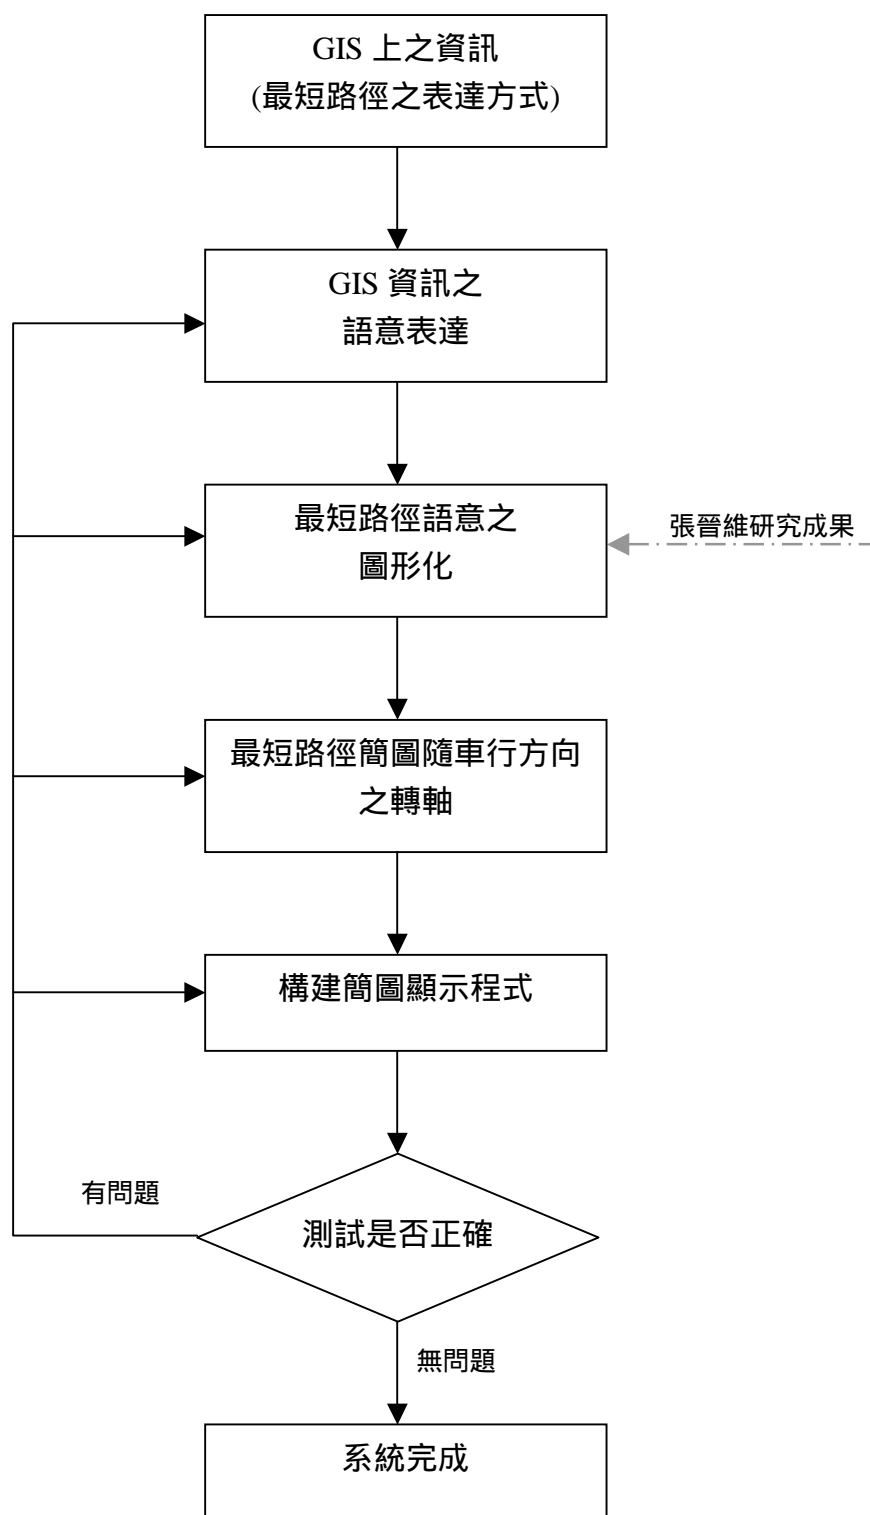 GIS 上之資訊
(最短路徑之表達方式)
GIS 資訊之
語意表達
最短路徑語意之
圖形化
張晉維研究成果
最短路徑簡圖隨車行方向
之轉軸
構建簡圖顯示程式
有問題
測試是否正確
無問題
系統完成